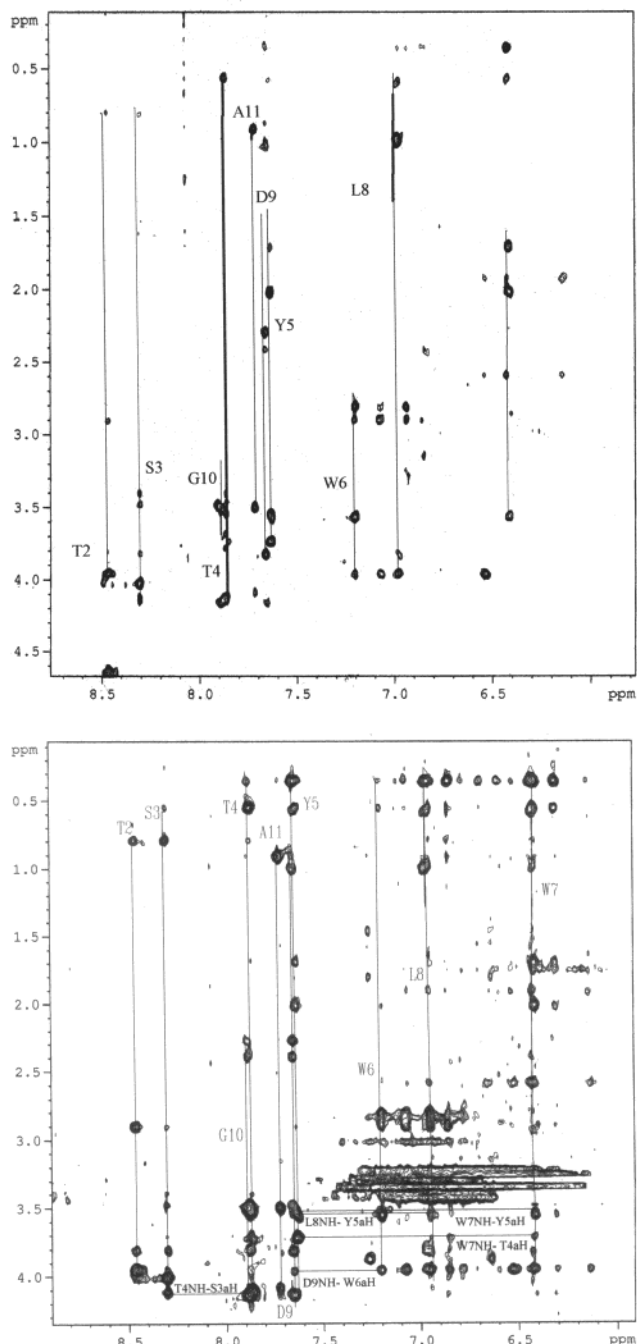 ppm
0.5
A11
1.0
D9
L8
1.5
2.0
Y5
2.5
3.0
S3
G10
W6
3.5
T2
T4
4.0
4.5
8.5 8.0 7.5 7.0 6.5 ppm
ppm
0.5
T2 S3 T4 A11 Y5
1.0
W7
1.5
L8
2.0
W6
2.5
G10
3.0
3.5
L8NH- Y5aH W7NH-Y5aH
W7NH- T4aH
D9NH- W6aH
4.0
T4NH-S3aH
D9
8.5 8.0 7.5 7.0 6.5 ppm